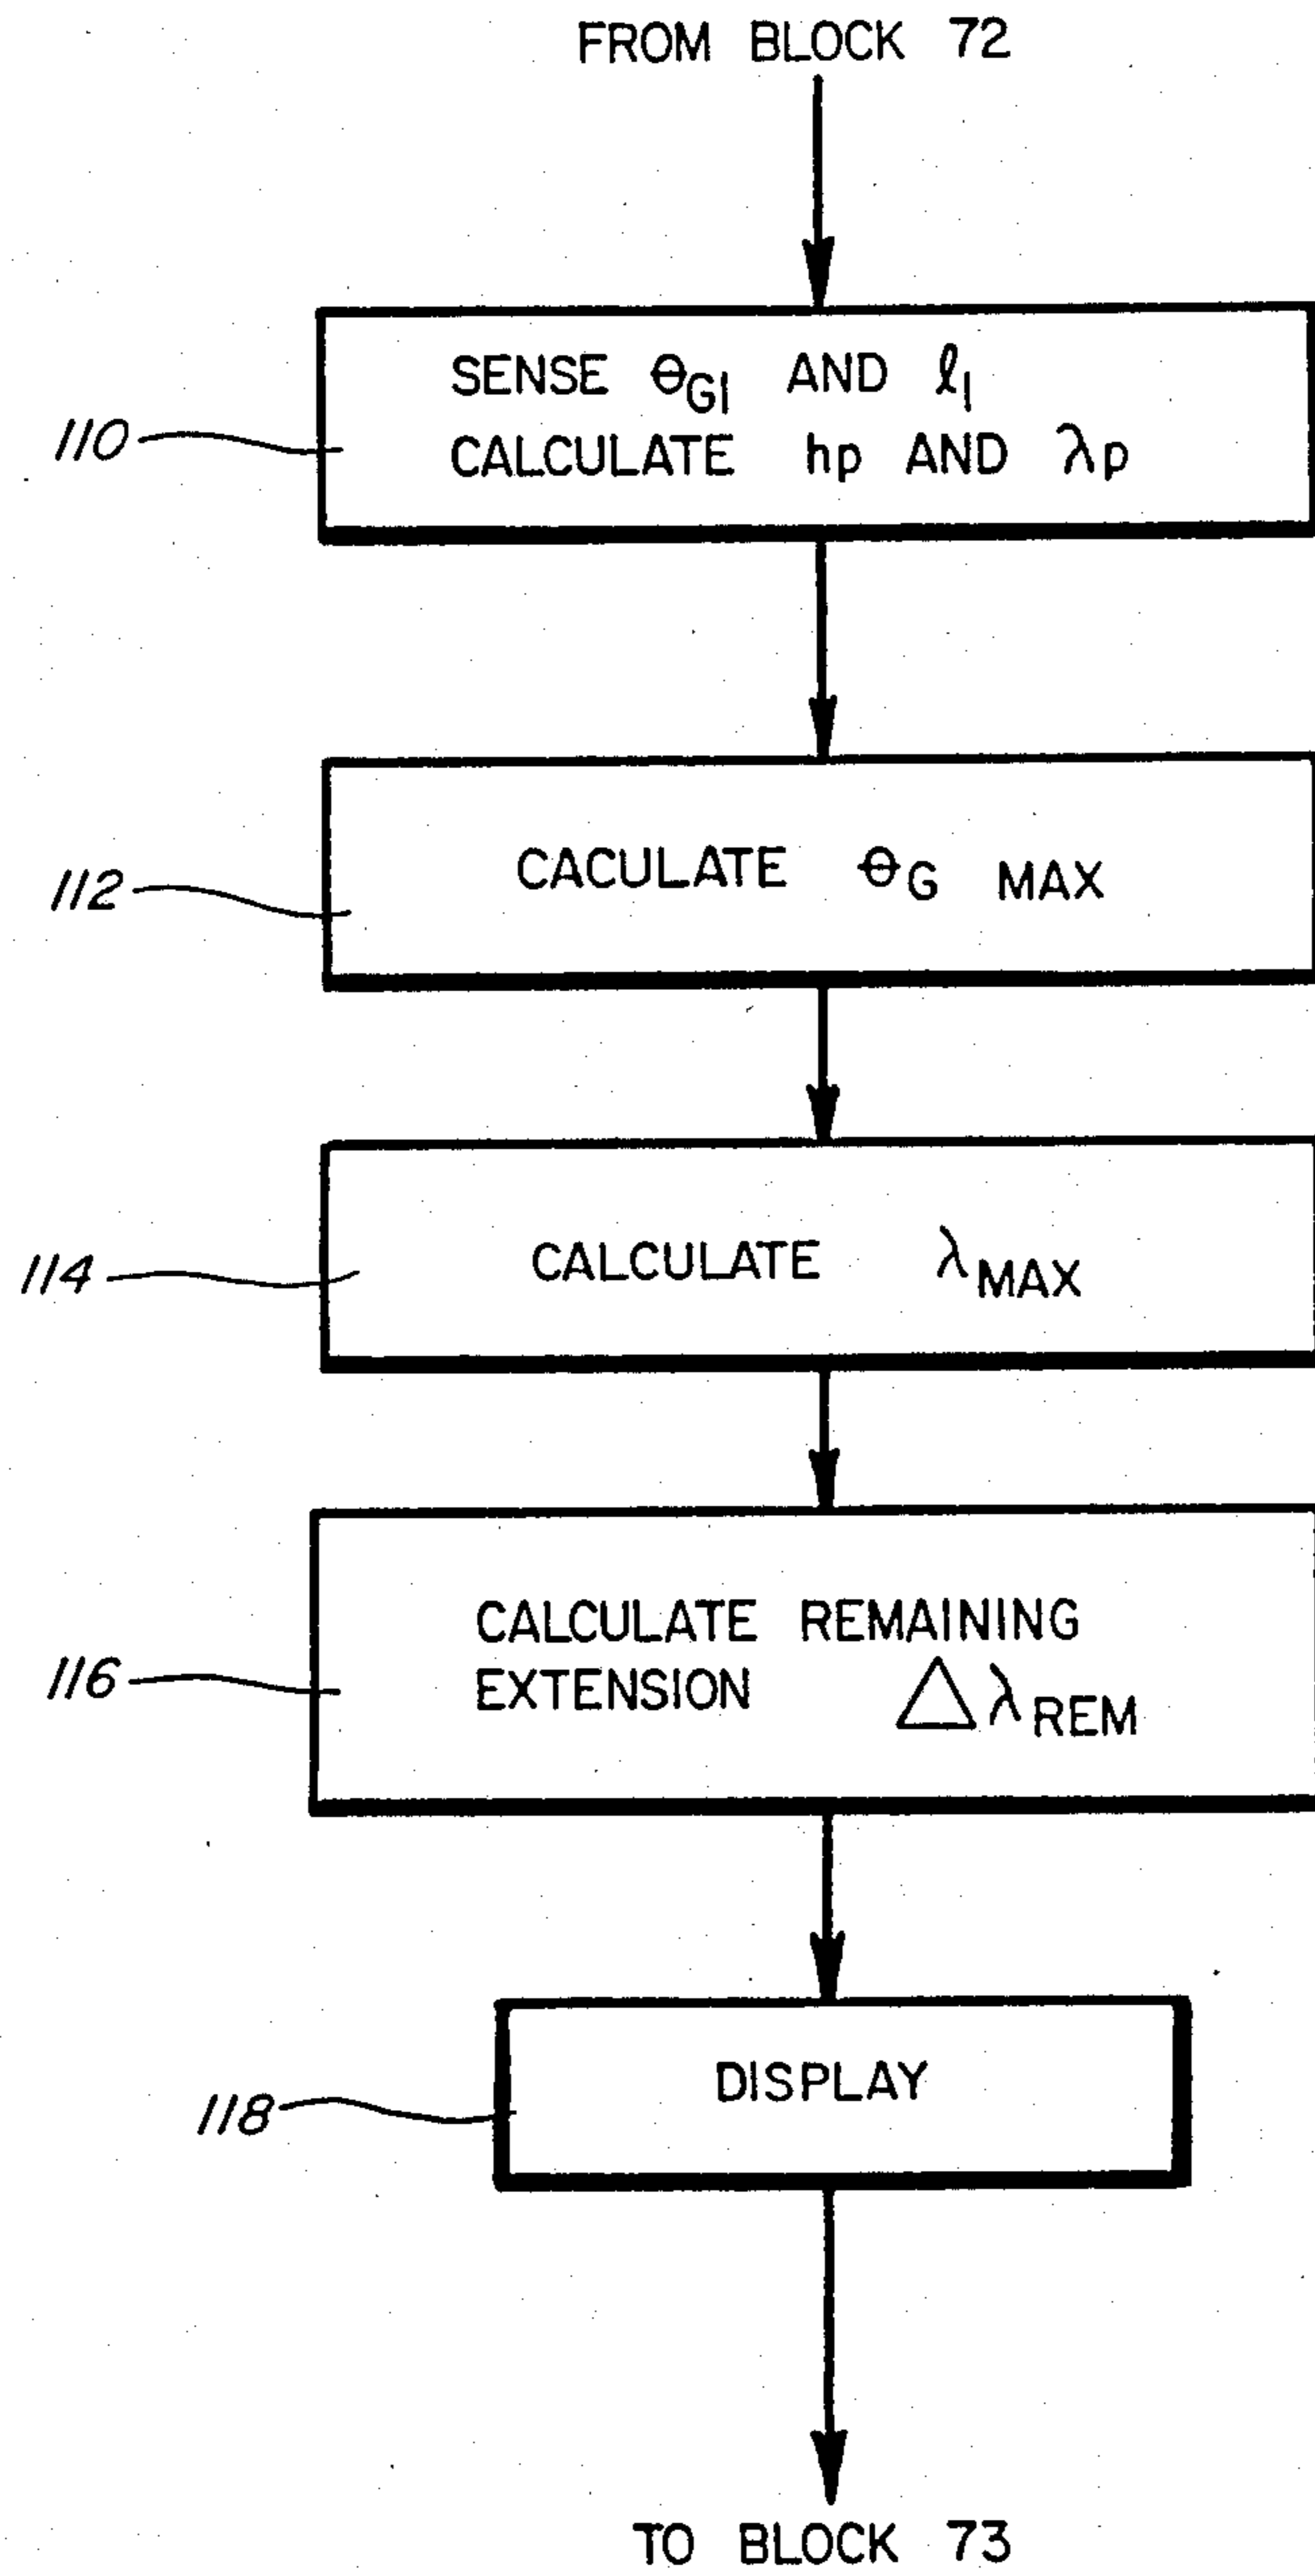 FROM BLOCK 72
SENSE θG1 AND ℓ1
110
CALCULATE hp AND λp
CACULATE θG MAX
112
CALCULATE λMAX
114
CALCULATE REMAINING
116
EXTENSION △λREM
DISPLAY
118
TO BLOCK 73